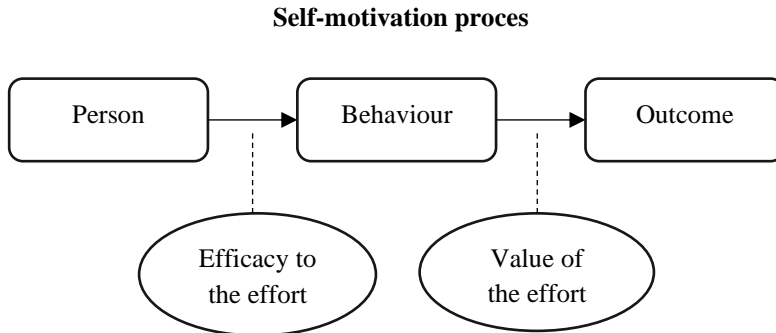 Self-motivation proces
Person
Behaviour
Outcome
Efficacy to
the effort
Value of
the effort